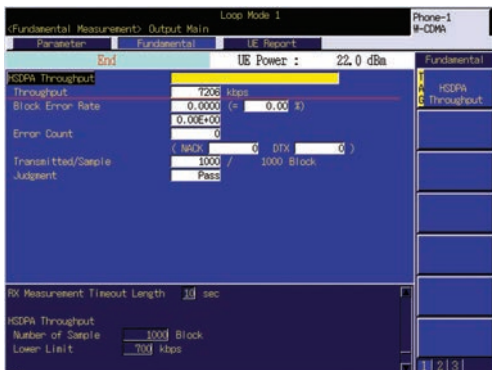 Loop Mode 1
<Fundamental Measurement> Output Main
Phone-1
W-CDMA
Parameter Fundamental UE Report
End UE Power : 22.0 dBm
Fundamental
TAG
HSDPA
Throughput
HSDPA Throughput
Throughput 7206 kbps
Block Error Rate 0.0000 (= 0.00 %)
0.00E+00
Error Count 0
( NACK 0 DTX 0 )
Transmitted/Sample 1000 / 1000 Block
Judgment Pass
RX Measurement Timeout Length 10 sec
HSDPA Throughput
Number of Sample 1000 Block
Lower Limit 700 kbps
1 2 3